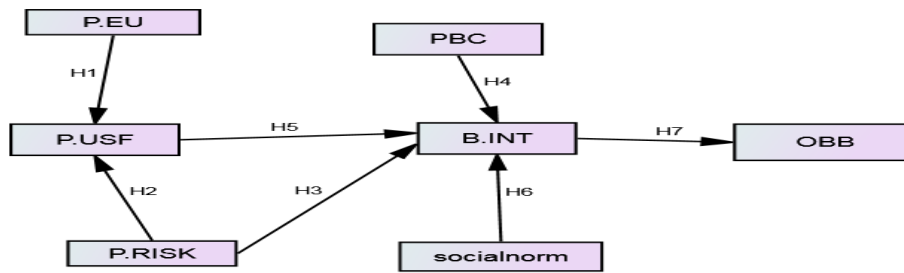 P.EU
PBC
H1
H4
P.USF
H5
B.INT
H7
OBB
H2
H3
H6
P.RISK
socialnorm